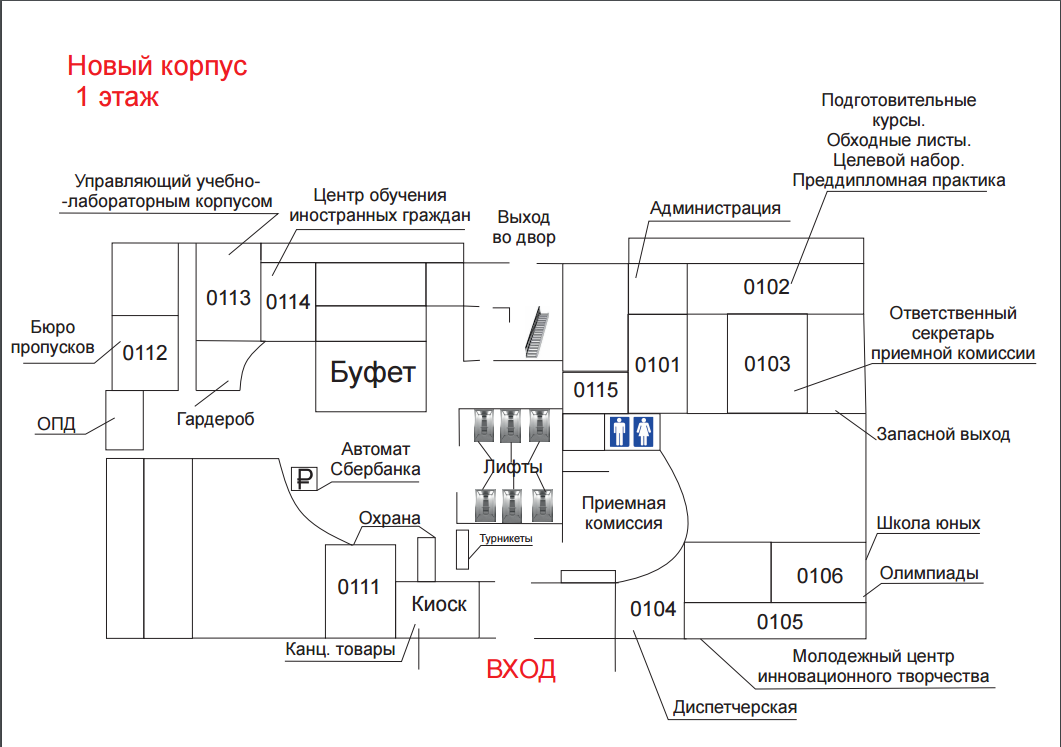 Новый корпус
1 этаж
Подготовительные
курсы.
Обходные листы.
Целевой набор.
Преддипломная практика
Управляющий учебно-
-лабораторным корпусом
Центр обучения
иностранных граждан
Выход
во двор
Администрация
0113
0114
0102
Бюро
пропусков
0112
Ответственный
секретарь
приемной комиссии
Буфет
0101
0103
0115
ОПД
Гардероб
Запасной выход
Автомат
Сбербанка
Лифты
Приемная
комиссия
Охрана
Турникеты
Школа юных
0111
Киоск
0104
0106
Олимпиады
0105
Канц. товары
ВХОД
Молодежный центр
инновационного творчества
Диспетчерская